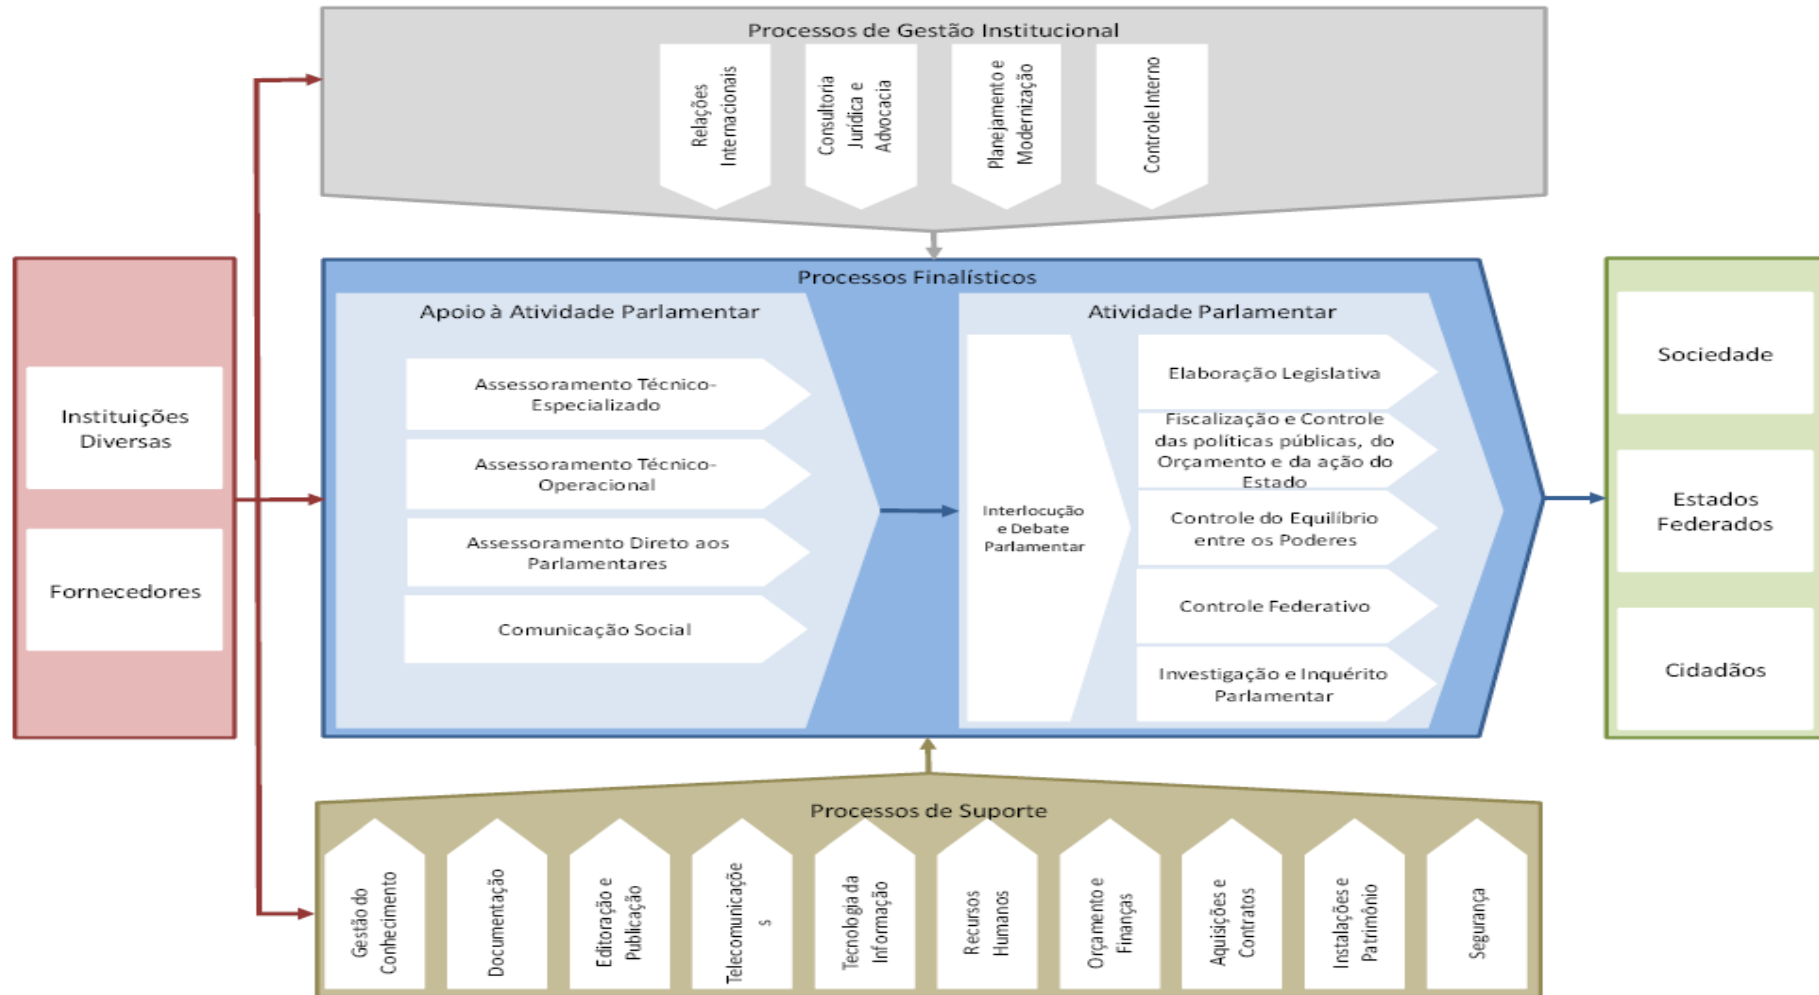 Processos de Gestão Institucional
Relações
Internacionais
Consultoria
Jurídica e
Advocacia
Planejamento e
Modernização
Controle Interno
Instituições
Diversas
Fornecedores
Processos Finalísticos
Apoio à Atividade Parlamentar
Assessoramento Técnico-
Especializado
Assessoramento Técnico-
Operacional
Assessoramento Direto aos
Parlamentares
Comunicação Social
Atividade Parlamentar
Interlocução
e Debate
Parlamentar
Elaboração Legislativa
Fiscalização e Controle
das políticas públicas, do
Orçamento e da ação do
Estado
Controle do Equilíbrio
entre os Poderes
Controle Federativo
Investigação e Inquérito
Parlamentar
Sociedade
Estados
Federados
Cidadãos
Processos de Suporte
Gestão do
Conhecimento
Documentação
Editoração e
Publicação
Telecomunicaçõe
s
Tecnologia da
Informação
Recursos
Humanos
Orçamento e
Finanças
Aquisições e
Contratos
Instalações e
Patrimônio
Segurança